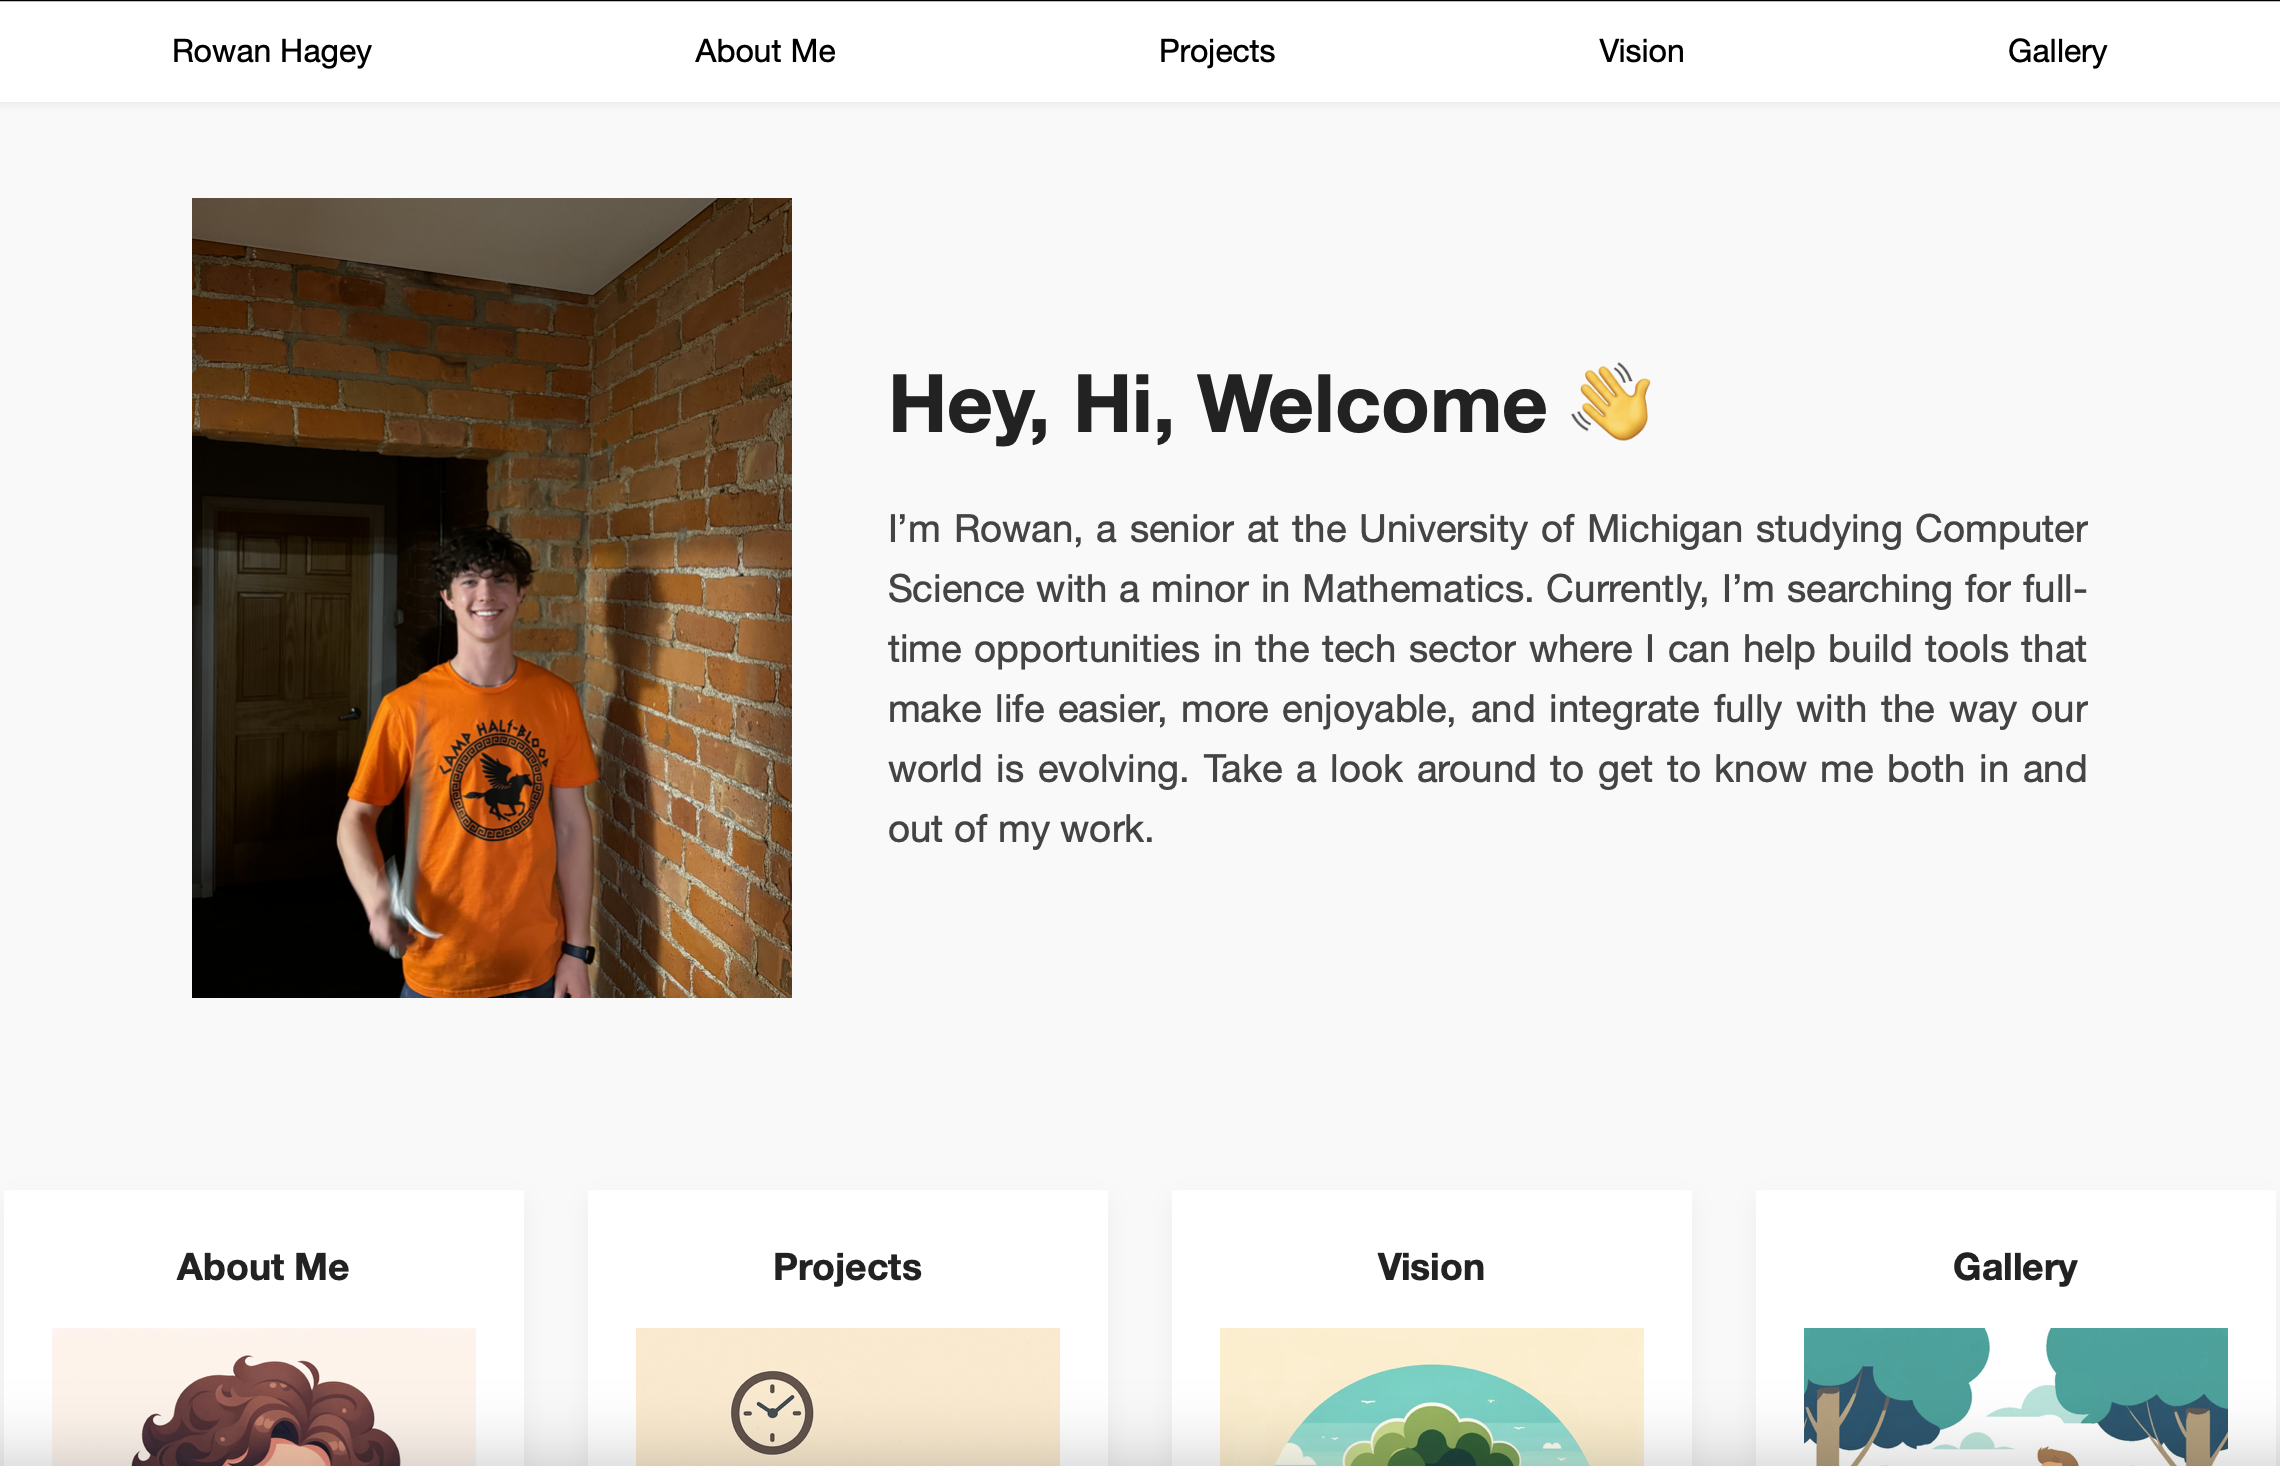 Rowan Hagey
About Me
Projects
Vision
Gallery
Hey, Hi, Welcome 👋
I’m Rowan, a senior at the University of Michigan studying Computer
Science with a minor in Mathematics. Currently, I’m searching for full-
time opportunities in the tech sector where I can help build tools that
make life easier, more enjoyable, and integrate fully with the way our
world is evolving. Take a look around to get to know me both in and
out of my work.
CAMP HALF-BLOOD
About Me
Projects
Vision
Gallery